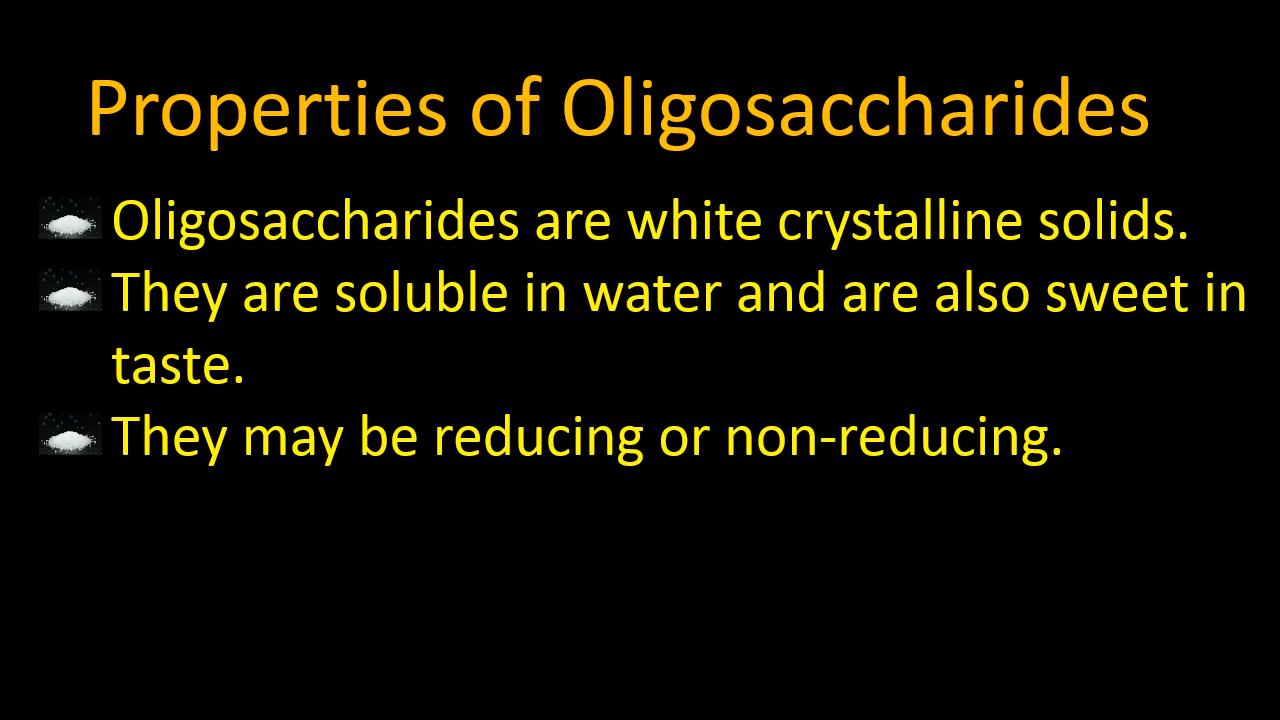 Properties of Oligosaccharides
Oligosaccharides are white crystalline solids.
They are soluble in water and are also sweet in
taste.
They may be reducing or non-reducing.